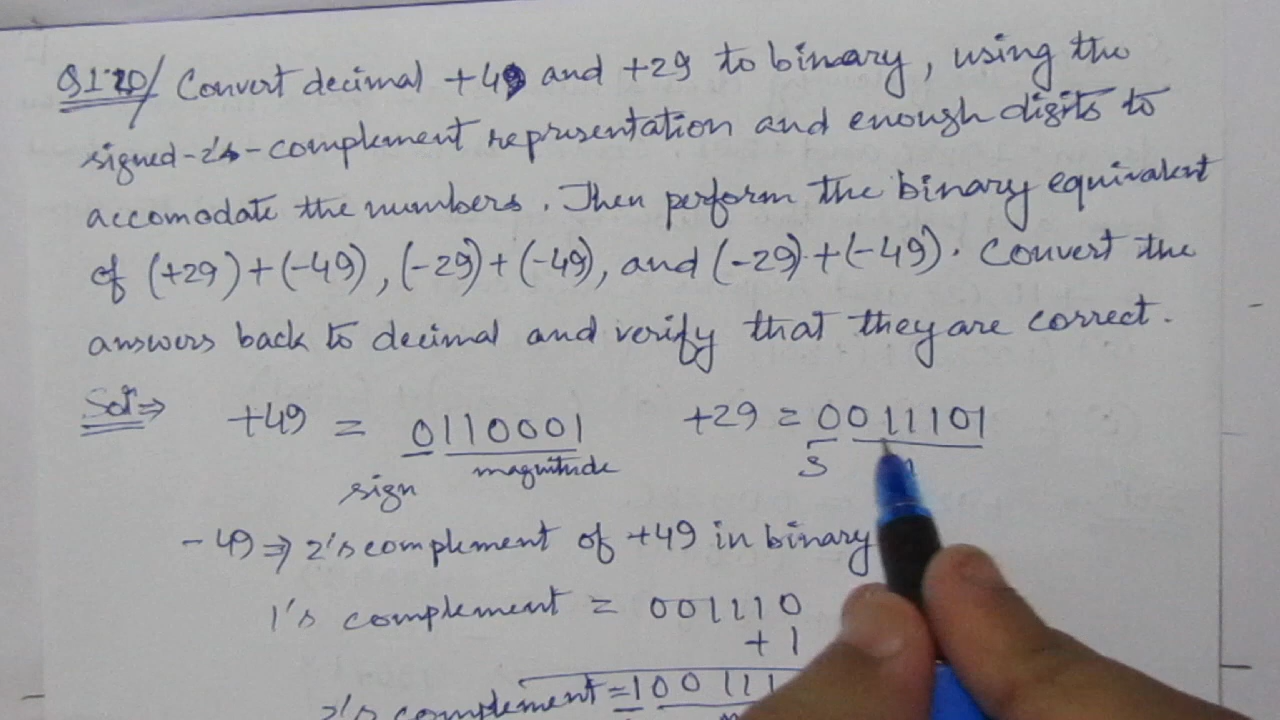 Q1.20/ Convert decimal +49 and +29 to binary, using the
signed-2's-complement representation and enough digits to
accomodate the numbers. Then perform the binary equivalent
of (+29)+(-49), (-29)+(-49), and (-29)+(-49). Convert the
answers back to decimal and verify that they are correct.
Sol⇒ +49 = 0110001 +29 = 0011101
sign magnitude S
-49 ⇒ 2's complement of +49 in binary
1's complement = 001110
+1
2's complement = 100111